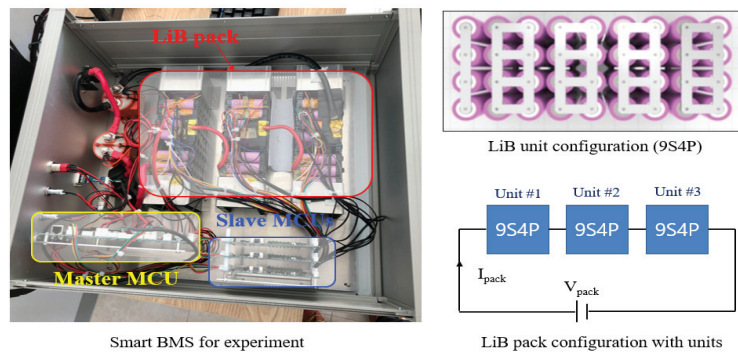 LiB pack
Slave MCUs
Master MCU
Smart BMS for experiment
LiB unit configuration (9S4P)
Unit #1 Unit #2 Unit #3
9S4P 9S4P 9S4P
Ipack
Vpack
LiB pack configuration with units